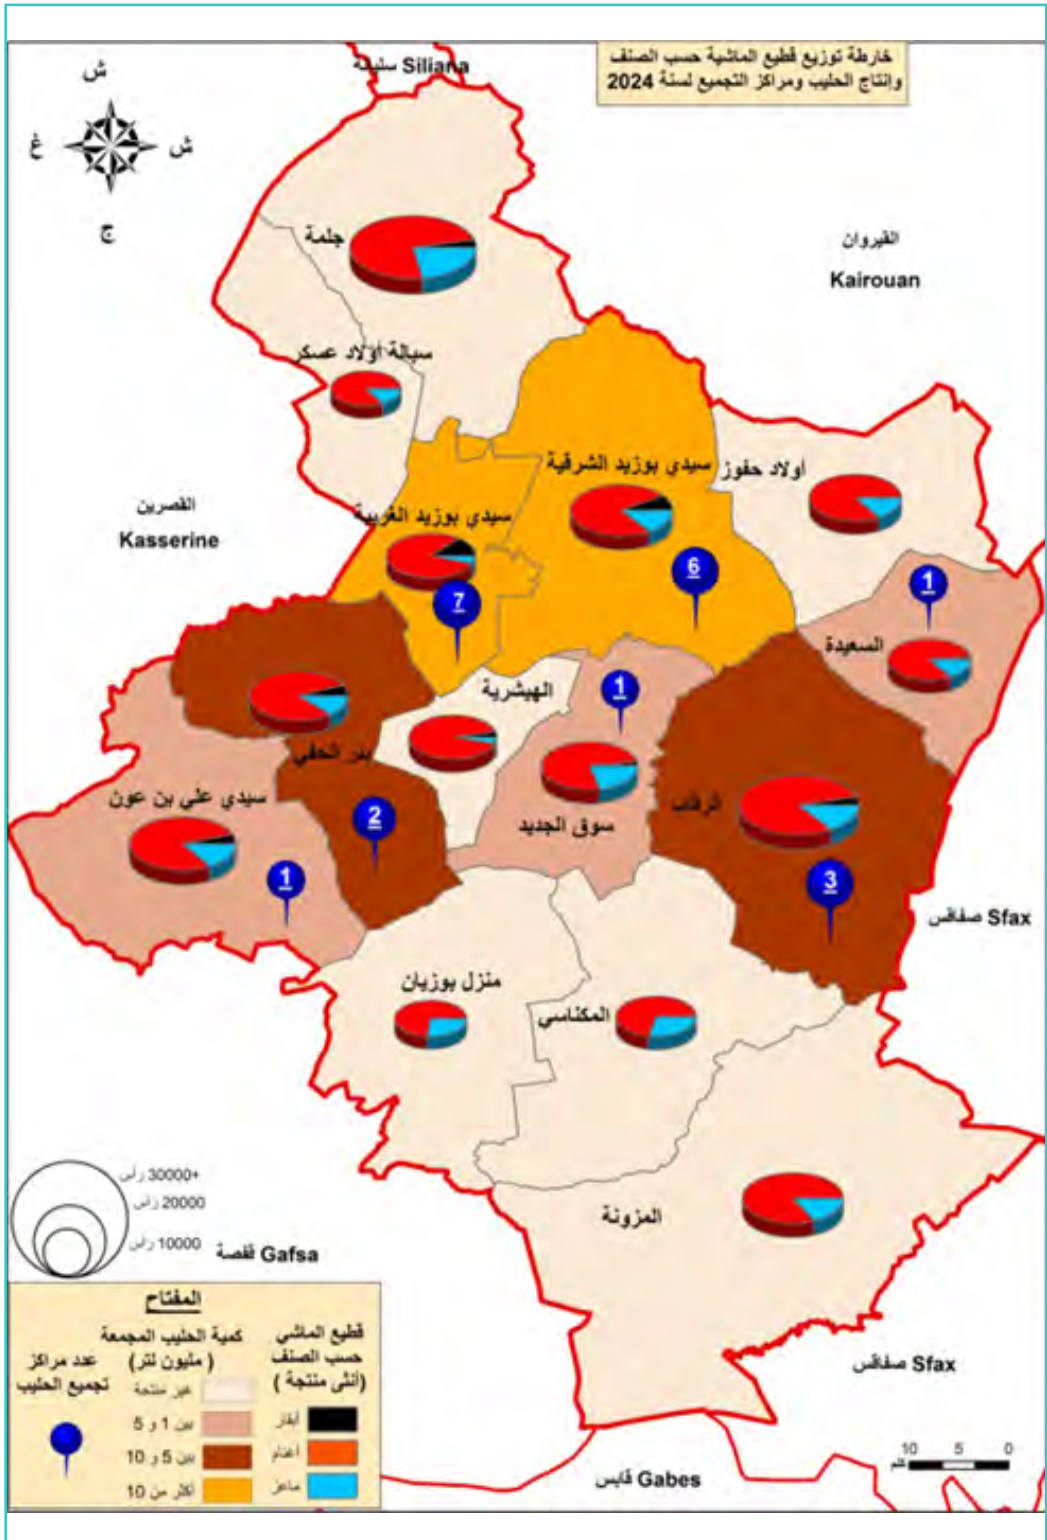 خارطة توزيع قطيع الماشية حسب الصنف
وإنتاج الحليب ومراكز التجميع لسنة 2024
سليانة Siliana
ش
غ
ش
ج
جلمة
القيروان
Kairouan
سبالة أولاد عسكر
القصرين
Kasserine
سيدي بوزيد الشرقية
أولاد حفوز
سيدي بوزيد الغربية
6
7
1
السعيدة
الهيشرية
1
بئر الحفي
سيدي علي بن عون
2
سوق الجديد
الرقاب
1
3
صفاقس Sfax
منزل بوزيان
المكناسي
المزونة
30000+ رأس
20000 رأس
10000 رأس
قفصة Gafsa
صفاقس Sfax
قابس Gabes
10 5 0
كلم
المفتاح
قطيع الماشي
حسب الصنف
(أنثى منتجة )
أبقار
أغنام
ماعز
كمية الحليب المجمعة
( مليون لتر)
غير منتجة
بين 1 و 5
بين 5 و 10
أكثر من 10
عدد مراكز
تجميع الحليب